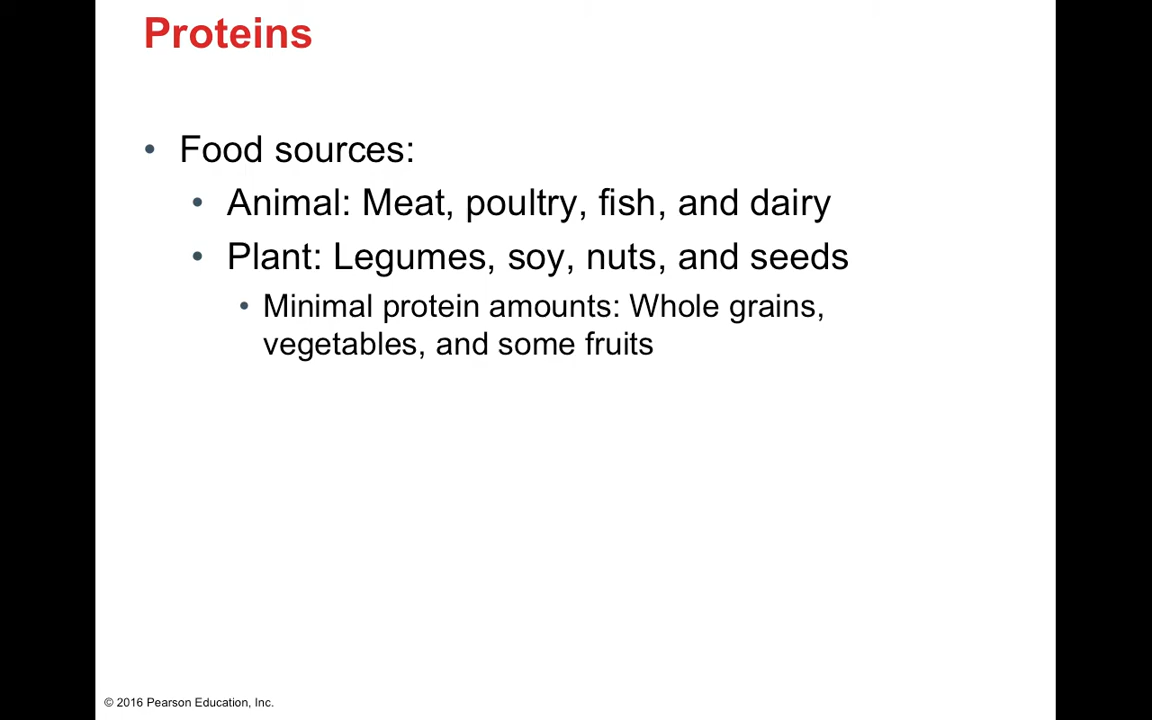 Proteins
• Food sources:
• Animal: Meat, poultry, fish, and dairy
• Plant: Legumes, soy, nuts, and seeds
• Minimal protein amounts: Whole grains,
vegetables, and some fruits
© 2016 Pearson Education, Inc.